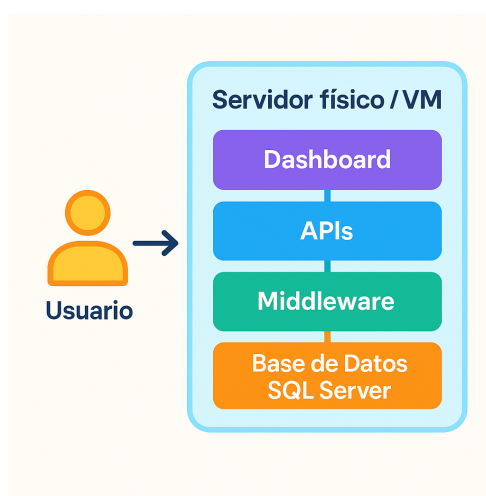 Servidor físico / VM
Dashboard
APIs
Middleware
Base de Datos
SQL Server
Usuario